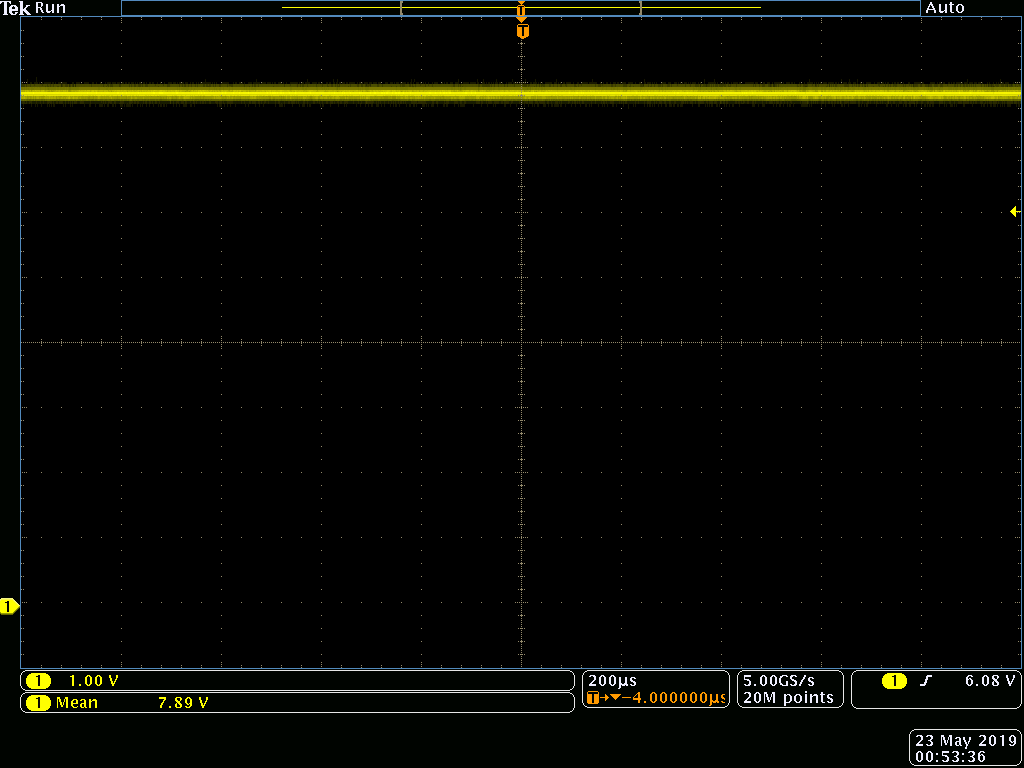 Tek Run
T
Auto
T
1
1 1.00 V
1 Mean 7.89 V
200µs
T→▼−4.000000µs
5.00GS/s
20M points
1 ʃ 6.08 V
23 May 2019
00:53:36